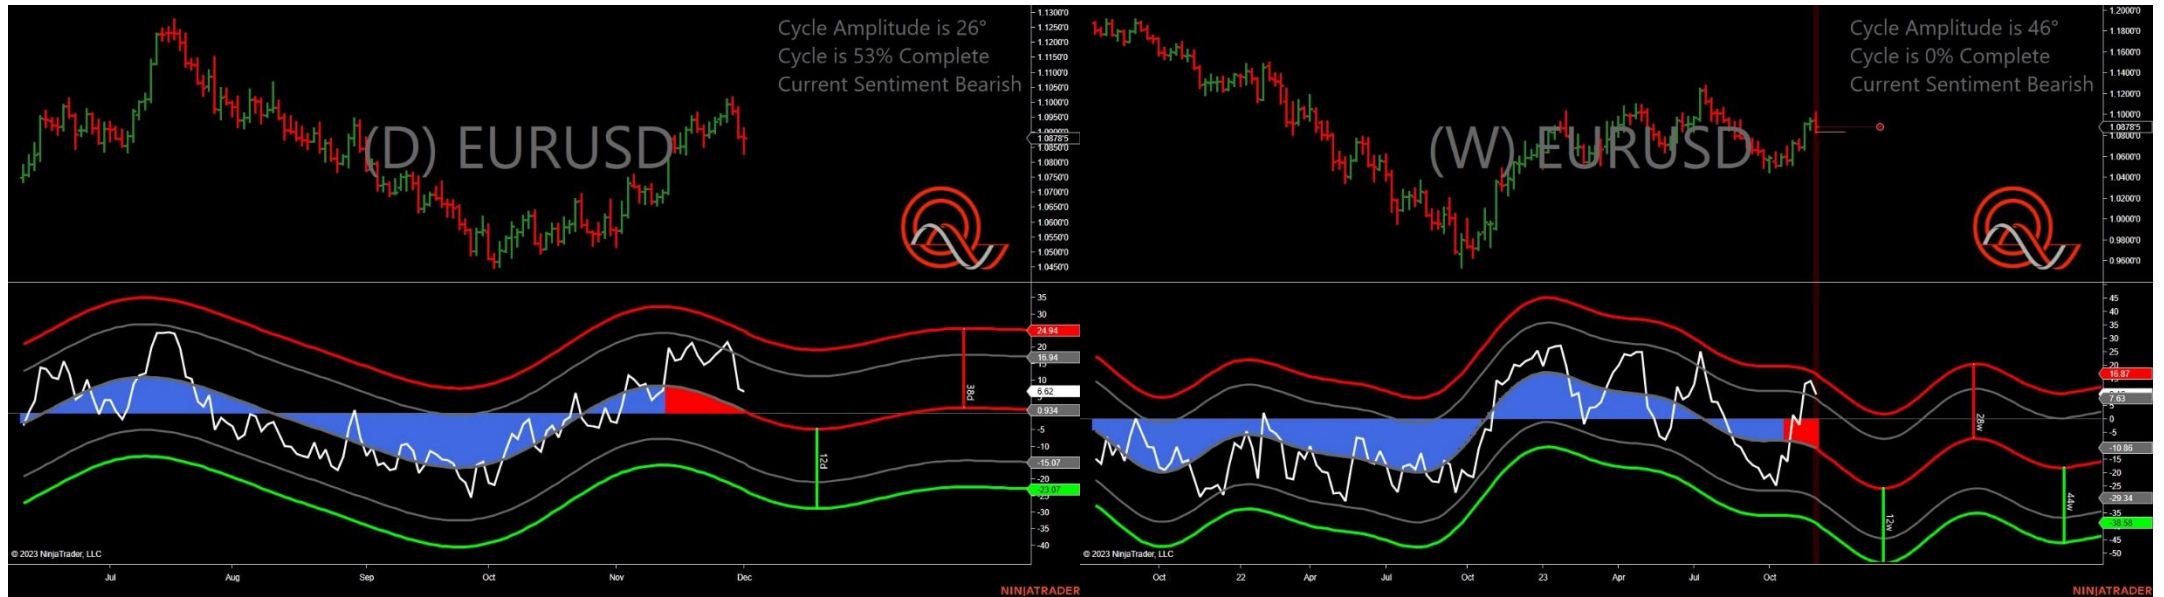 Cycle Amplitude is 26°
Cycle is 53% Complete
Current Sentiment Bearish
(D) EURUSD
1.1300'0
1.1250'0
1.1200'0
1.1150'0
1.1100'0
1.1050'0
1.1000'0
1.0950'0
1.0878'5
1.0850'0
1.0800'0
1.0750'0
1.0700'0
1.0650'0
1.0600'0
1.0550'0
1.0500'0
1.0450'0
35
30
24.94
20
16.94
10
6.62
0.934
-5
-10
-15.07
-23.07
-30
-35
-40
38d
12d
© 2023 NinjaTrader, LLC
Jul
Aug
Sep
Oct
Nov
Dec
NINJATRADER
Cycle Amplitude is 46°
Cycle is 0% Complete
Current Sentiment Bearish
(W) EURUSD
1.2000'0
1.1800'0
1.1600'0
1.1400'0
1.1200'0
1.1000'0
1.0878'5
1.0800'0
1.0600'0
1.0400'0
1.0200'0
1.0000'0
0.9800'0
0.9600'0
45
40
35
30
25
20
16.87
7.63
0
-5
-10.86
-15
-20
-25
-29.34
-35
-38.58
-45
-50
28w
12w
44w
© 2023 NinjaTrader, LLC
Oct
22
Apr
Jul
Oct
23
Apr
Jul
Oct
NINJATRADER